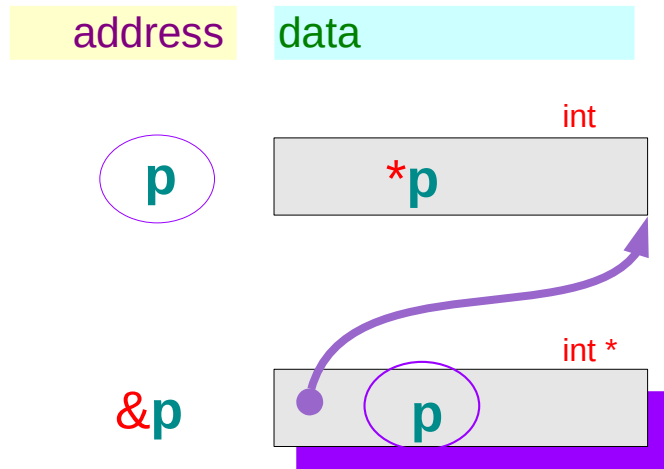 address data
int
p *p
int *
&p p